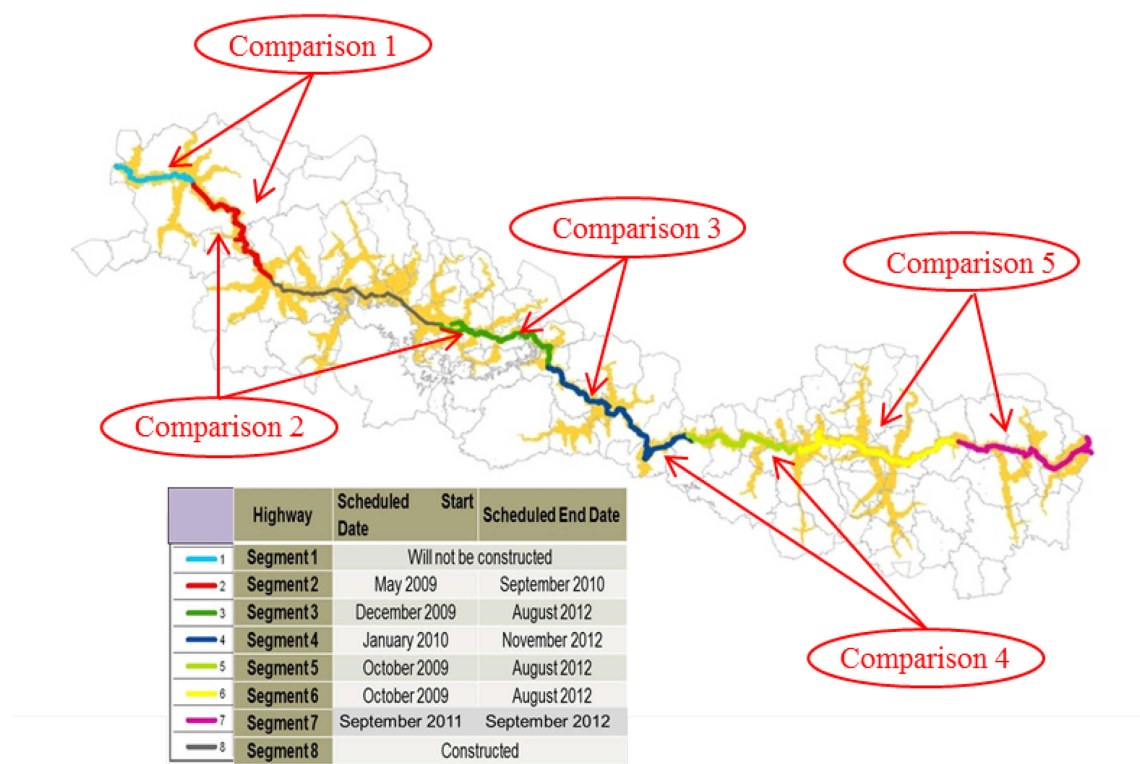 Comparison 1
Comparison 3
Comparison 5
Comparison 2
Comparison 4
Highway Scheduled Start Date Scheduled End Date
1 Segment 1 Will not be constructed
2 Segment 2 May 2009 September 2010
3 Segment 3 December 2009 August 2012
4 Segment 4 January 2010 November 2012
5 Segment 5 October 2009 August 2012
6 Segment 6 October 2009 August 2012
7 Segment 7 September 2011 September 2012
8 Segment 8 Constructed